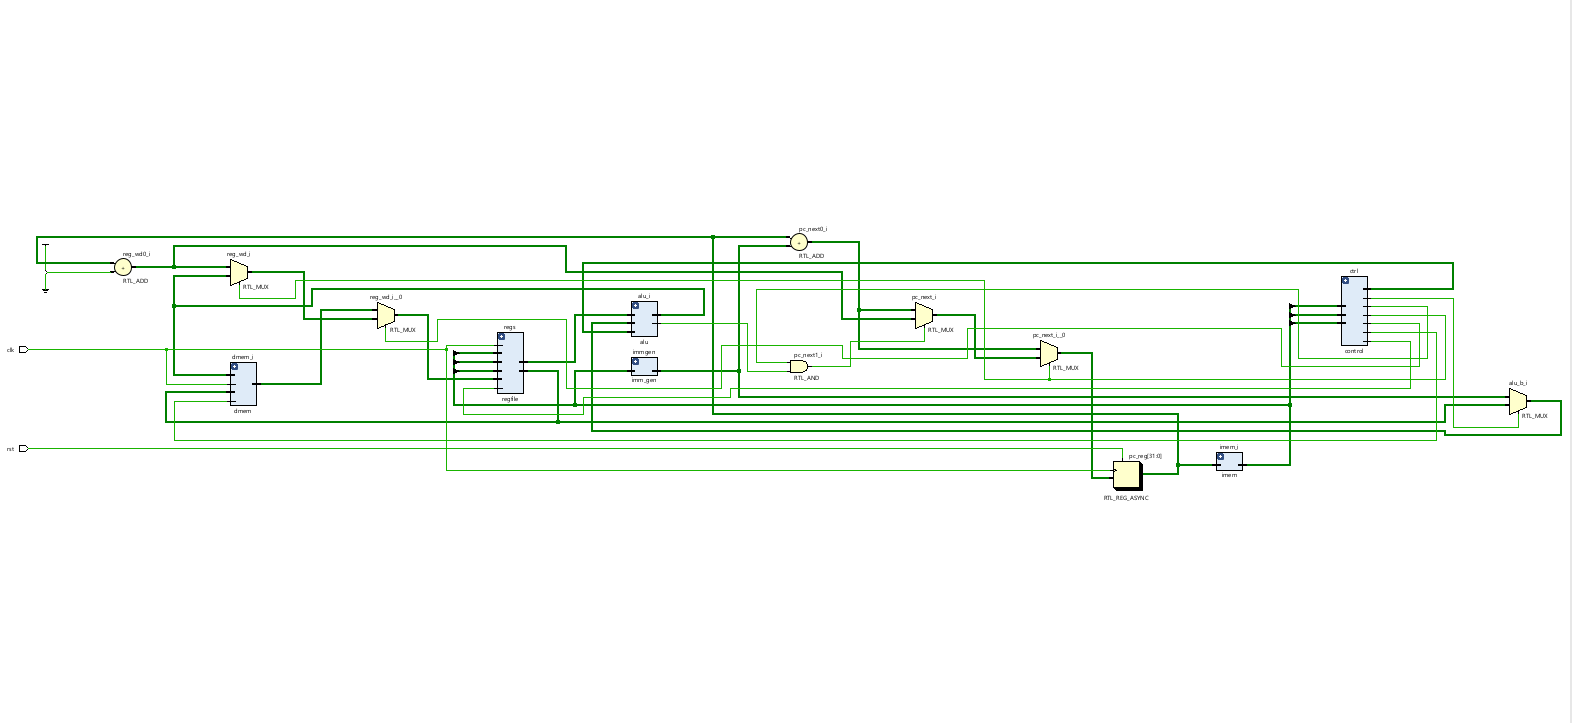 pc_next0_i
+
RTL_ADD
reg_wd0_i
+
RTL_ADD
reg_wd_i
RTL_MUX
reg_wd_i__0
RTL_MUX
alu_i
alu
pc_next_i
RTL_MUX
ctrl
control
regs
regfile
immgen
imm_gen
pc_next1_i
RTL_AND
pc_next_i__0
RTL_MUX
clk
dmem_i
dmem
alu_b_i
RTL_MUX
rst
pc_reg[31:0]
RTL_REG_ASYNC
imem_i
imem